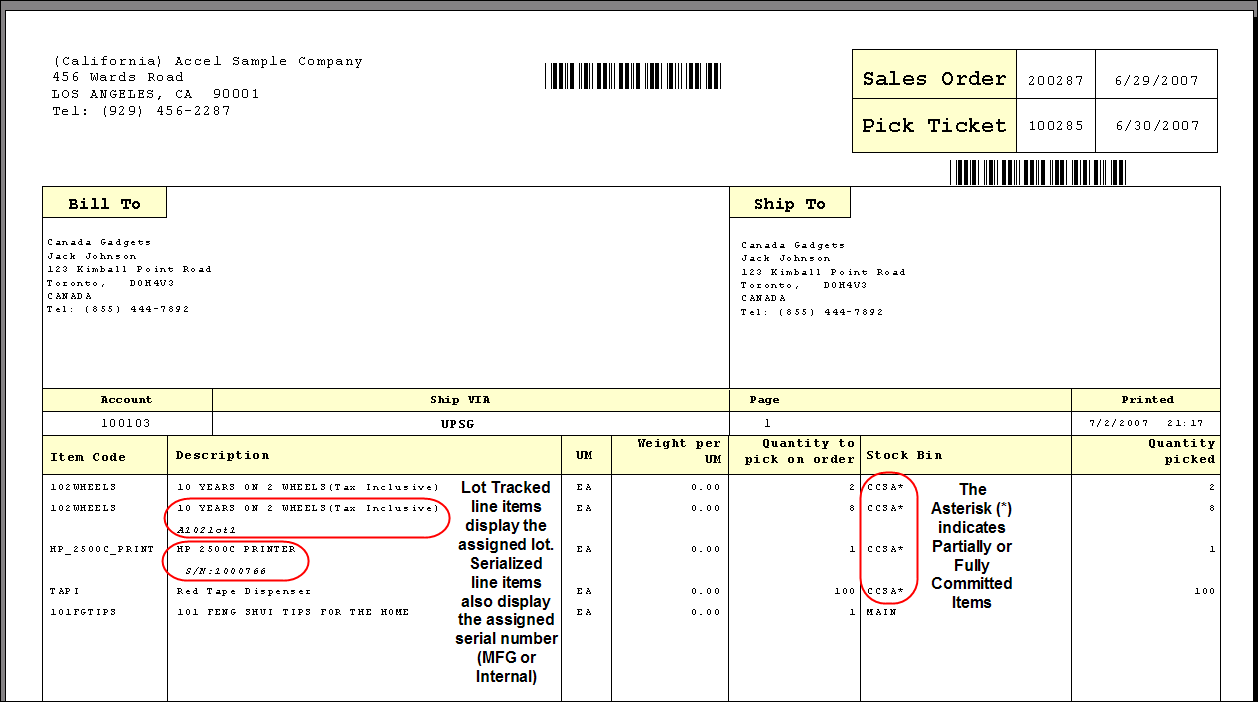 (California) Accel Sample Company
456 Wards Road
LOS ANGELES, CA  90001
Tel: (929) 456-2287
Sales Order 200287 6/29/2007
Pick Ticket 100285 6/30/2007
Bill To
Canada Gadgets
Jack Johnson
123 Kimball Point Road
Toronto,   D0H4V3
CANADA
Tel: (855) 444-7892
Ship To
Canada Gadgets
Jack Johnson
123 Kimball Point Road
Toronto,   D0H4V3
CANADA
Tel: (855) 444-7892
Account Ship VIA Page Printed
100103 UPSG 1 7/2/2007 21:17
Item Code Description UM Weight per UM Quantity to pick on order Stock Bin Quantity picked
102WHEELS 10 YEARS ON 2 WHEELS(Tax Inclusive) EA 0.00 2 CCSA* 2
102WHEELS 10 YEARS ON 2 WHEELS(Tax Inclusive) EA 0.00 8 CCSA* 8
A102lot1
HP_2500C_PRINT HP 2500C PRINTER EA 0.00 1 CCSA* 1
S/N:1000766
TAPI Red Tape Dispenser EA 0.00 100 CCSA* 100
101FGTIPS 101 FENG SHUI TIPS FOR THE HOME EA 0.00 1 MAIN
Lot Tracked
line items
display the
assigned lot.
Serialized
line items
also display
the assigned
serial number
(MFG or
Internal)
The
Asterisk (*)
indicates
Partially or
Fully
Committed
Items